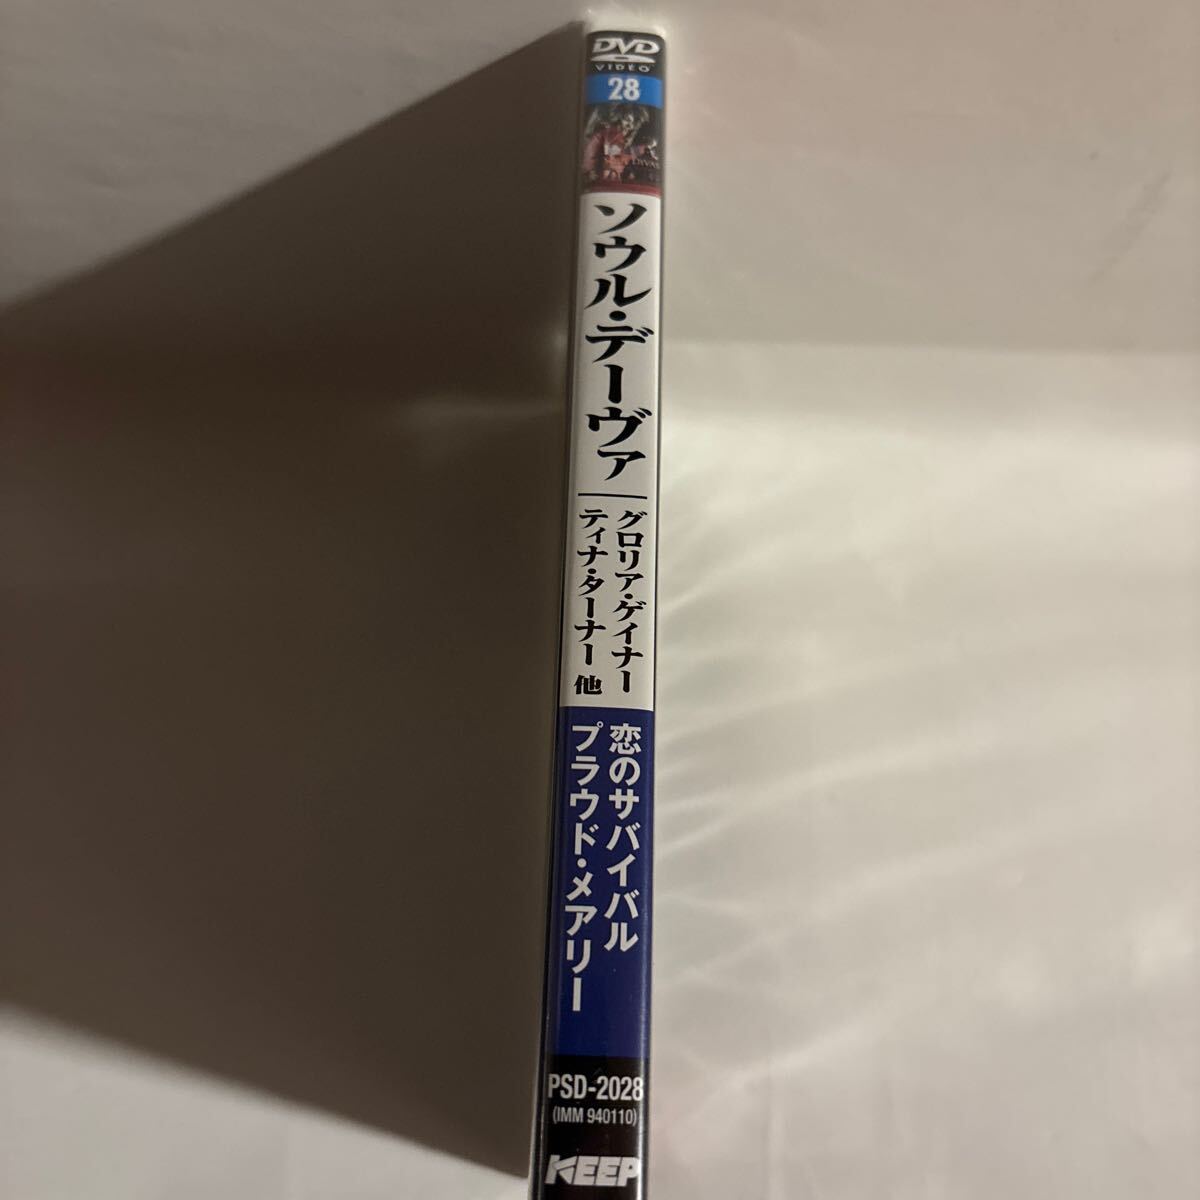 DVD
VIDEO
28
DIVAS
ソウル・デーヴァ
グロリア・ゲイナー
ティナ・ターナー 他
恋のサバイバル
プラウド・メアリー
PSD-2028
(IMM 940110)
KEEP